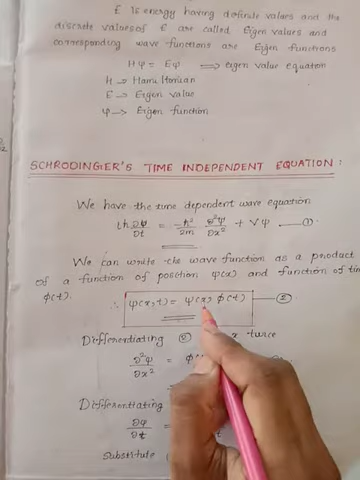 E is energy having definite values and the
discrete values of E are called Eigen values and
corresponding wave functions are Eigen functions
Hψ = Eψ ⟹ eigen value equation
H → Hamiltonian
E → Eigen value
ψ → Eigen function
SCHRODINGER'S TIME INDEPENDENT EQUATION:
We have the time dependent wave equation
iħ ∂ψ/∂t = -ħ²/2m ∂²ψ/∂x² + Vψ —①
We can write the wave function as a product
of a function of position ψ(x) and function of time
φ(t).
∴ ψ(x,t) = ψ(x) φ(t) —②
Differentiating ② x twice
∂²ψ/∂x² =
Differentiating
∂ψ/∂t =
Substitute